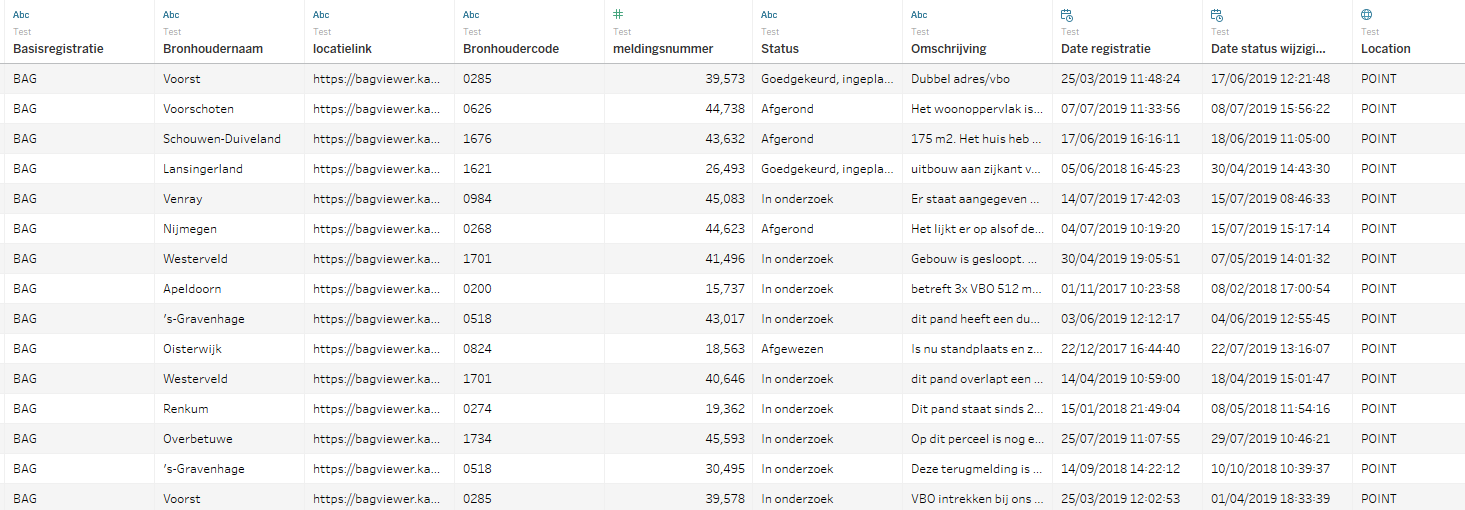 Abc Abc Abc Abc # Abc Abc
Test Test Test Test Test Test Test Test Test Test
Basisregistratie Bronhoudernaam locatielink Bronhoudercode meldingsnummer Status Omschrijving Date registratie Date status wijzigi... Location
BAG Voorst https://bagviewer.ka... 0285 39,573 Goedgekeurd, ingepla... Dubbel adres/vbo 25/03/2019 11:48:24 17/06/2019 12:21:48 POINT
BAG Voorschoten https://bagviewer.ka... 0626 44,738 Afgerond Het woonoppervlak is... 07/07/2019 11:33:56 08/07/2019 15:56:22 POINT
BAG Schouwen-Duiveland https://bagviewer.ka... 1676 43,632 Afgerond 175 m2. Het huis heb ... 17/06/2019 16:16:11 18/06/2019 11:05:00 POINT
BAG Lansingerland https://bagviewer.ka... 1621 26,493 Goedgekeurd, ingepla... uitbouw aan zijkant v... 05/06/2018 16:45:23 30/04/2019 14:43:30 POINT
BAG Venray https://bagviewer.ka... 0984 45,083 In onderzoek Er staat aangegeven ... 14/07/2019 17:42:03 15/07/2019 08:46:33 POINT
BAG Nijmegen https://bagviewer.ka... 0268 44,623 Afgerond Het lijkt er op alsof de... 04/07/2019 10:19:20 15/07/2019 15:17:14 POINT
BAG Westerveld https://bagviewer.ka... 1701 41,496 In onderzoek Gebouw is gesloopt. ... 30/04/2019 19:05:51 07/05/2019 14:01:32 POINT
BAG Apeldoorn https://bagviewer.ka... 0200 15,737 In onderzoek betreft 3x VBO 512 m... 01/11/2017 10:23:58 08/02/2018 17:00:54 POINT
BAG 's-Gravenhage https://bagviewer.ka... 0518 43,017 In onderzoek dit pand heeft een du... 03/06/2019 12:12:17 04/06/2019 12:55:45 POINT
BAG Oisterwijk https://bagviewer.ka... 0824 18,563 Afgewezen Is nu standplaats en z... 22/12/2017 16:44:40 22/07/2019 13:16:07 POINT
BAG Westerveld https://bagviewer.ka... 1701 40,646 In onderzoek dit pand overlapt een ... 14/04/2019 10:59:00 18/04/2019 15:01:47 POINT
BAG Renkum https://bagviewer.ka... 0274 19,362 In onderzoek Dit pand staat sinds 2... 15/01/2018 21:49:04 08/05/2018 11:54:16 POINT
BAG Overbetuwe https://bagviewer.ka... 1734 45,593 In onderzoek Op dit perceel is nog e... 25/07/2019 11:07:55 29/07/2019 10:46:21 POINT
BAG 's-Gravenhage https://bagviewer.ka... 0518 30,495 In onderzoek Deze terugmelding is ... 14/09/2018 14:22:12 10/10/2018 10:39:37 POINT
BAG Voorst https://bagviewer.ka... 0285 39,578 In onderzoek VBO intrekken bij ons ... 25/03/2019 12:02:53 01/04/2019 18:33:39 POINT